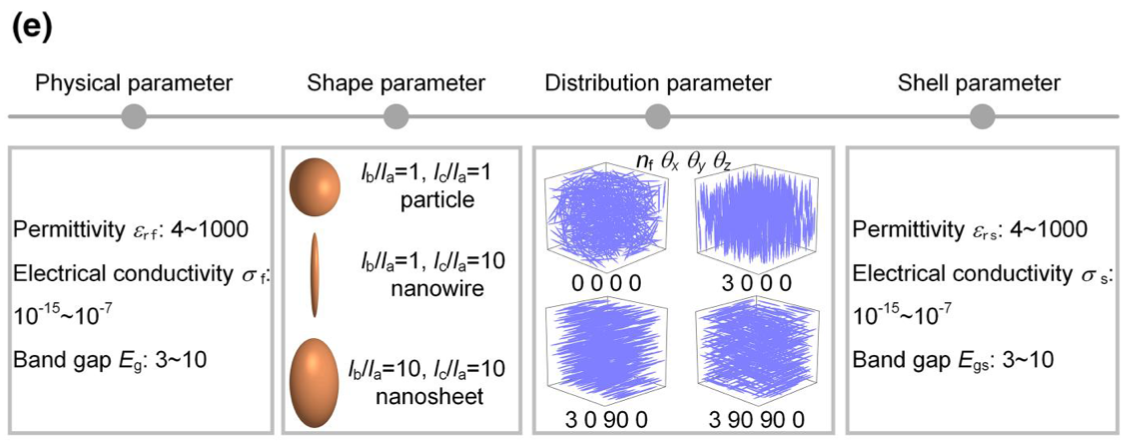 (e)
Physical parameter
Shape parameter
Distribution parameter
Shell parameter
Permittivity εrf: 4~1000
Electrical conductivity σf:
10⁻¹⁵~10⁻⁷
Band gap Eg: 3~10
lb/la=1, lc/la=1
particle
lb/la=1, lc/la=10
nanowire
lb/la=10, lc/la=10
nanosheet
nf θx θy θz
0 0 0 0
3 0 0 0
3 0 90 0
3 90 90 0
Permittivity εrs: 4~1000
Electrical conductivity σs:
10⁻¹⁵~10⁻⁷
Band gap Egs: 3~10